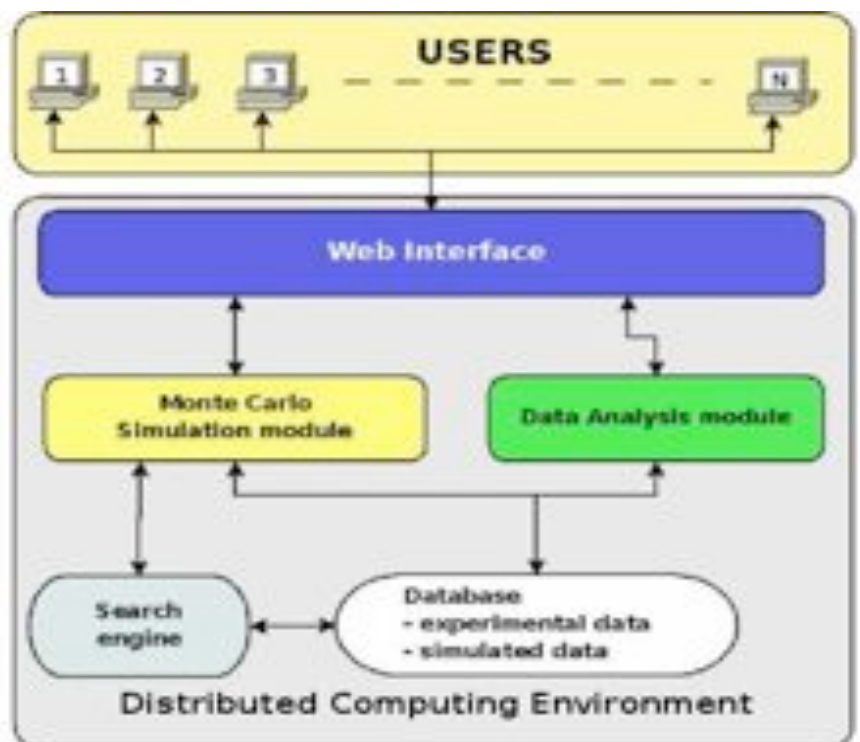 USERS
1 2 3 N
Web Interface
Monte Carlo
Simulation module
Data Analysis module
Search
engine
Database
- experimental data
- simulated data
Distributed Computing Environment